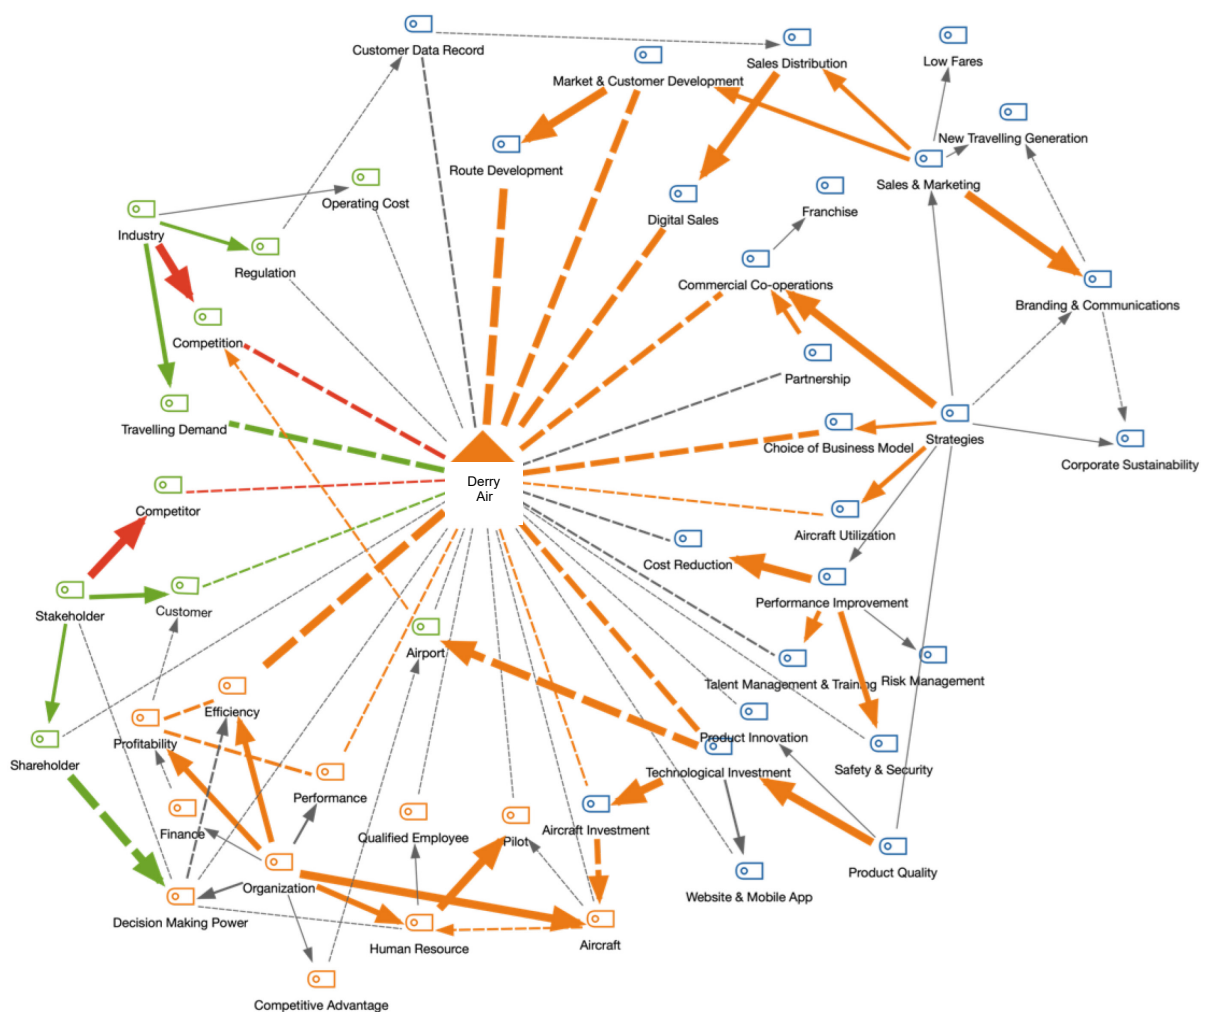 Customer Data Record
Sales Distribution
Low Fares
Market & Customer Development
New Travelling Generation
Route Development
Sales & Marketing
Operating Cost
Franchise
Digital Sales
Industry
Regulation
Commercial Co-operations
Branding & Communications
Competition
Partnership
Travelling Demand
Choice of Business Model
Strategies
Corporate Sustainability
Derry
Air
Competitor
Aircraft Utilization
Cost Reduction
Performance Improvement
Stakeholder
Customer
Airport
Talent Management & Training
Risk Management
Efficiency
Profitability
Product Innovation
Shareholder
Technological Investment
Safety & Security
Performance
Finance
Qualified Employee
Pilot
Aircraft Investment
Product Quality
Organization
Website & Mobile App
Decision Making Power
Human Resource
Aircraft
Competitive Advantage